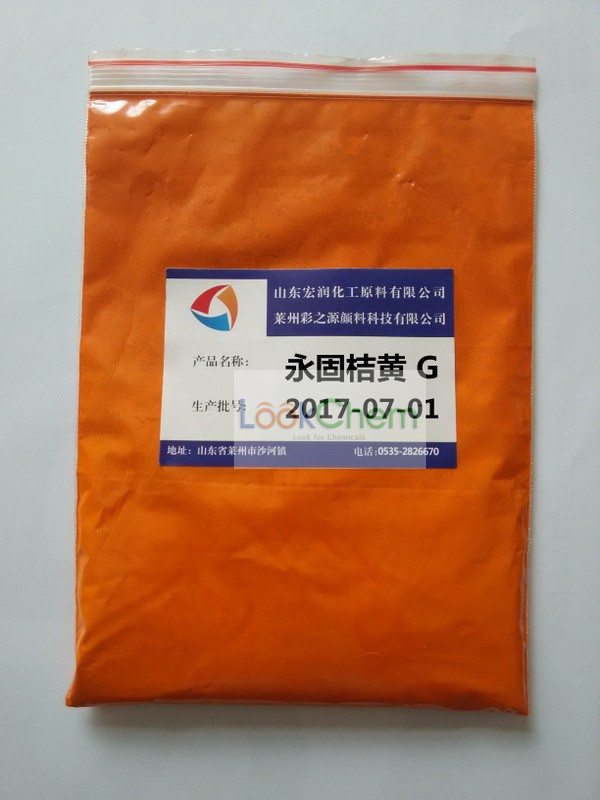 山东宏润化工原料有限公司
莱州彩之源颜料科技有限公司
产品名称: 永固桔黄 G
生产批号: 2017-07-01
LookChem
Look for Chemicals
地址: 山东省莱州市沙河镇 电话:0535-2826670